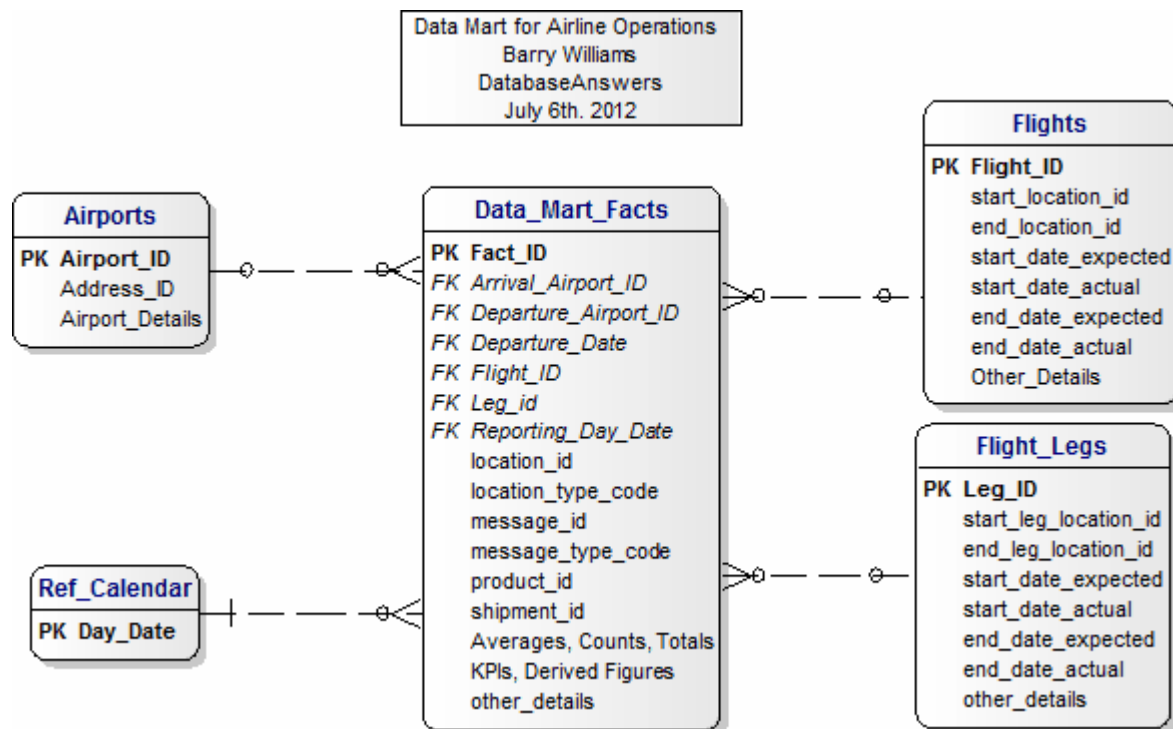 Data Mart for Airline Operations
Barry Williams
DatabaseAnswers
July 6th. 2012
Airports
PK Airport_ID
Address_ID
Airport_Details
Ref_Calendar
PK Day_Date
Data_Mart_Facts
PK Fact_ID
FK Arrival_Airport_ID
FK Departure_Airport_ID
FK Departure_Date
FK Flight_ID
FK Leg_id
FK Reporting_Day_Date
location_id
location_type_code
message_id
message_type_code
product_id
shipment_id
Averages, Counts, Totals
KPIs, Derived Figures
other_details
Flights
PK Flight_ID
start_location_id
end_location_id
start_date_expected
start_date_actual
end_date_expected
end_date_actual
Other_Details
Flight_Legs
PK Leg_ID
start_leg_location_id
end_leg_location_id
start_date_expected
start_date_actual
end_date_expected
end_date_actual
other_details